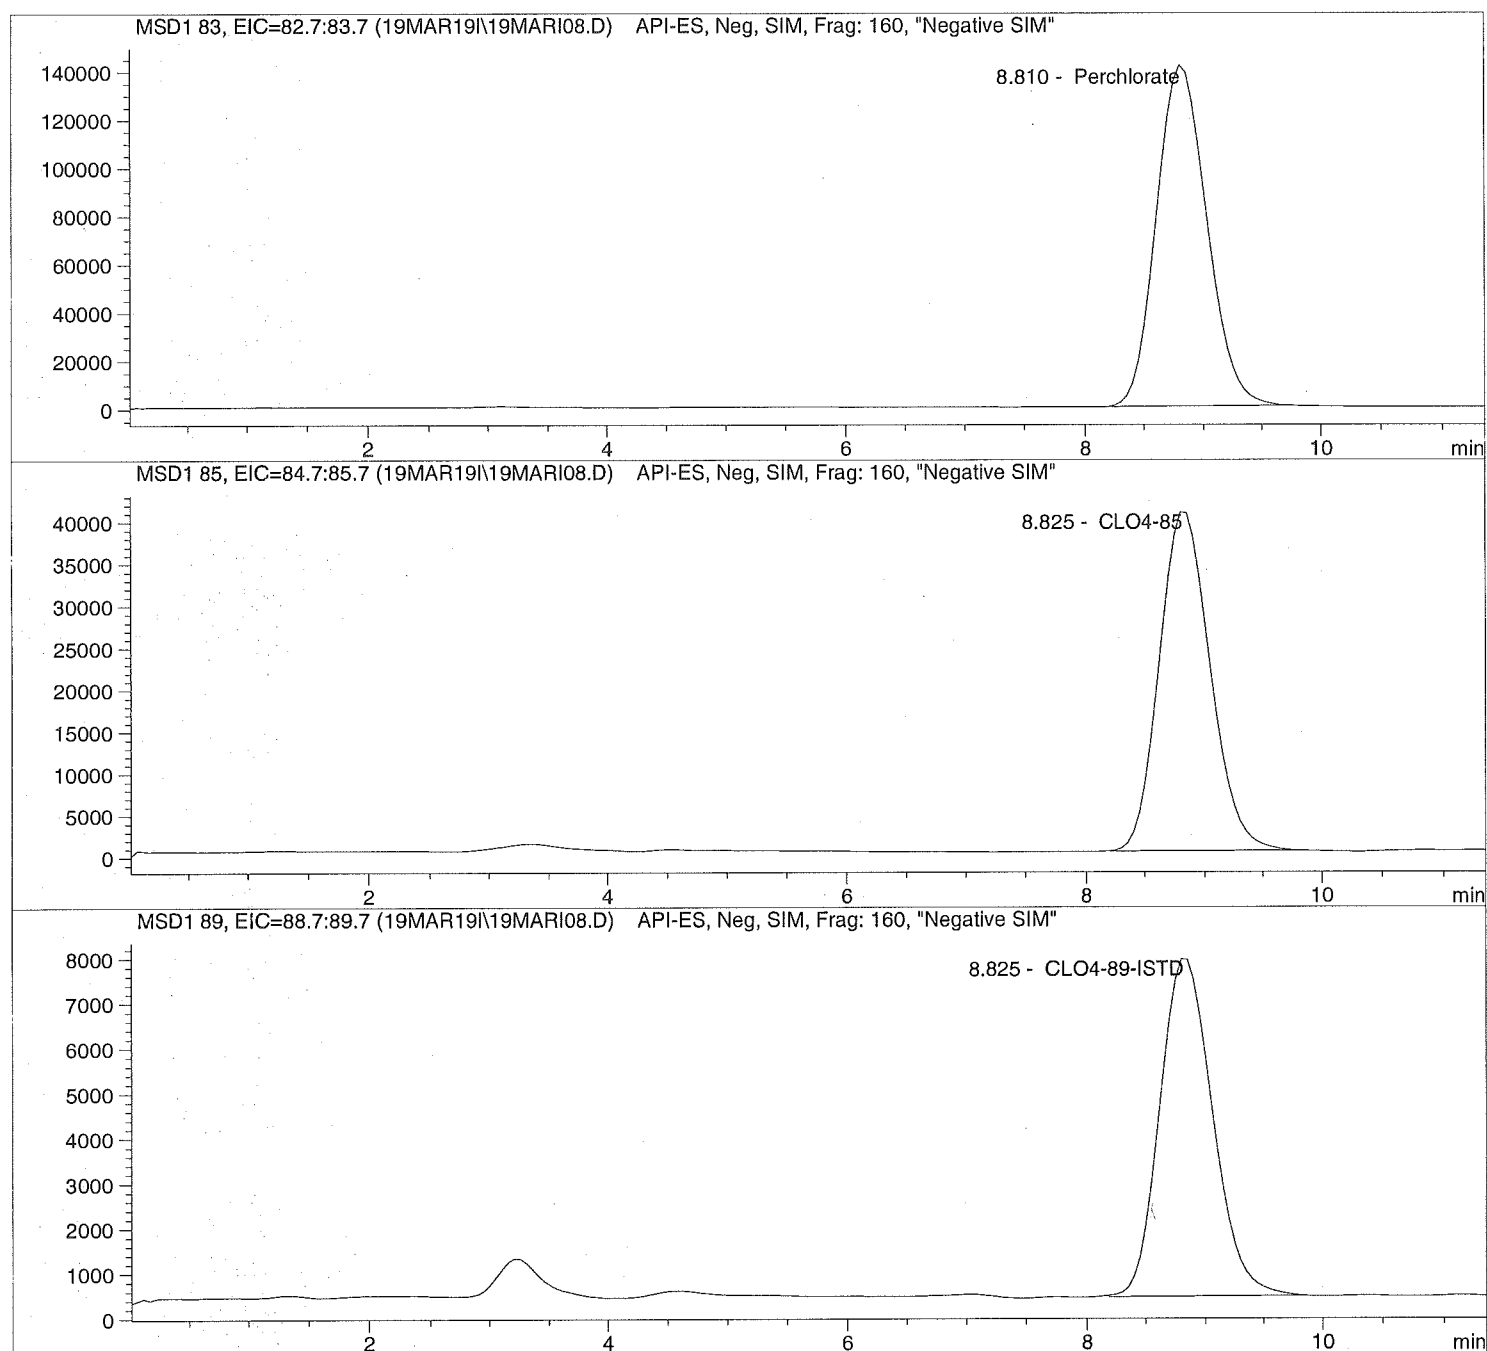 MSD1 83, EIC=82.7:83.7 (19MAR19I\19MARI08.D) API-ES, Neg, SIM, Frag: 160, "Negative SIM"
8.810 - Perchlorate
140000
120000
100000
80000
60000
40000
20000
0
2 4 6 8 10 min
MSD1 85, EIC=84.7:85.7 (19MAR19I\19MARI08.D) API-ES, Neg, SIM, Frag: 160, "Negative SIM"
8.825 - CLO4-85
40000
35000
30000
25000
20000
15000
10000
5000
0
2 4 6 8 10 min
MSD1 89, EIC=88.7:89.7 (19MAR19I\19MARI08.D) API-ES, Neg, SIM, Frag: 160, "Negative SIM"
8.825 - CLO4-89-ISTD
8000
7000
6000
5000
4000
3000
2000
1000
0
2 4 6 8 10 min